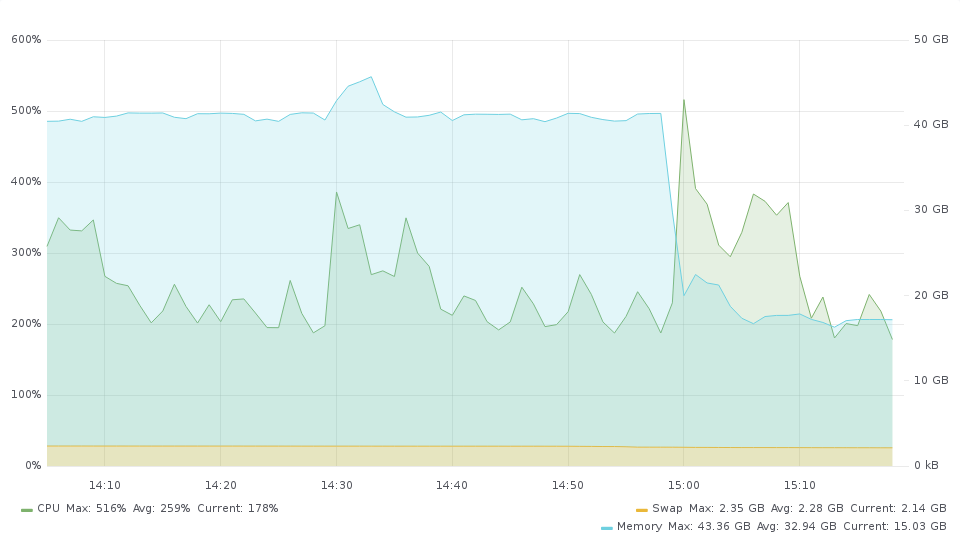 600%
500%
400%
300%
200%
100%
0%
50 GB
40 GB
30 GB
20 GB
10 GB
0 kB
14:10 14:20 14:30 14:40 14:50 15:00 15:10
CPU Max: 516% Avg: 259% Current: 178%
Swap Max: 2.35 GB Avg: 2.28 GB Current: 2.14 GB
Memory Max: 43.36 GB Avg: 32.94 GB Current: 15.03 GB